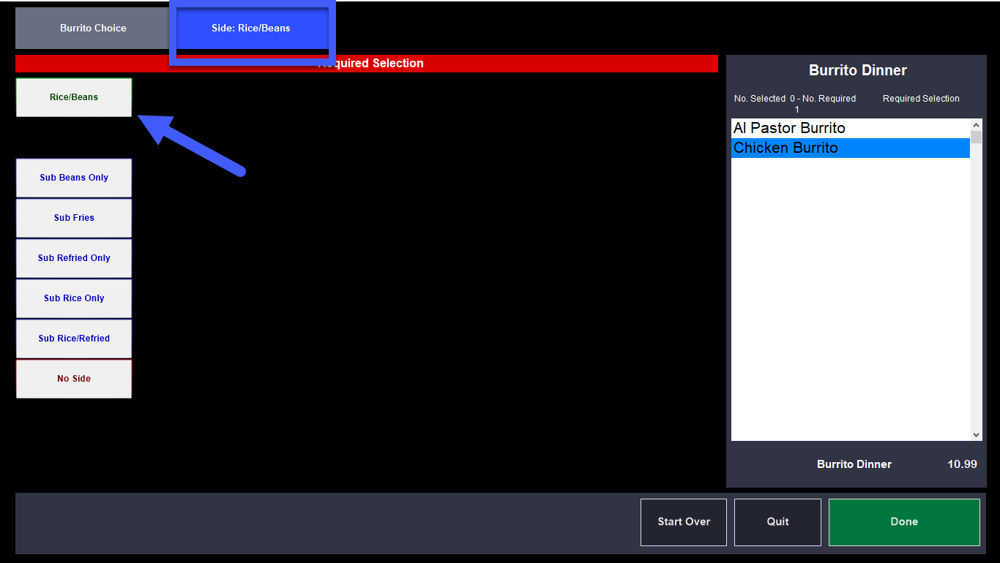 Burrito Choice
Side: Rice/Beans
Required Selection
Rice/Beans
Sub Beans Only
Sub Fries
Sub Refried Only
Sub Rice Only
Sub Rice/Refried
No Side
Burrito Dinner
No. Selected 0 - No. Required Required Selection
1
Al Pastor Burrito
Chicken Burrito
Burrito Dinner 10.99
Start Over Quit Done